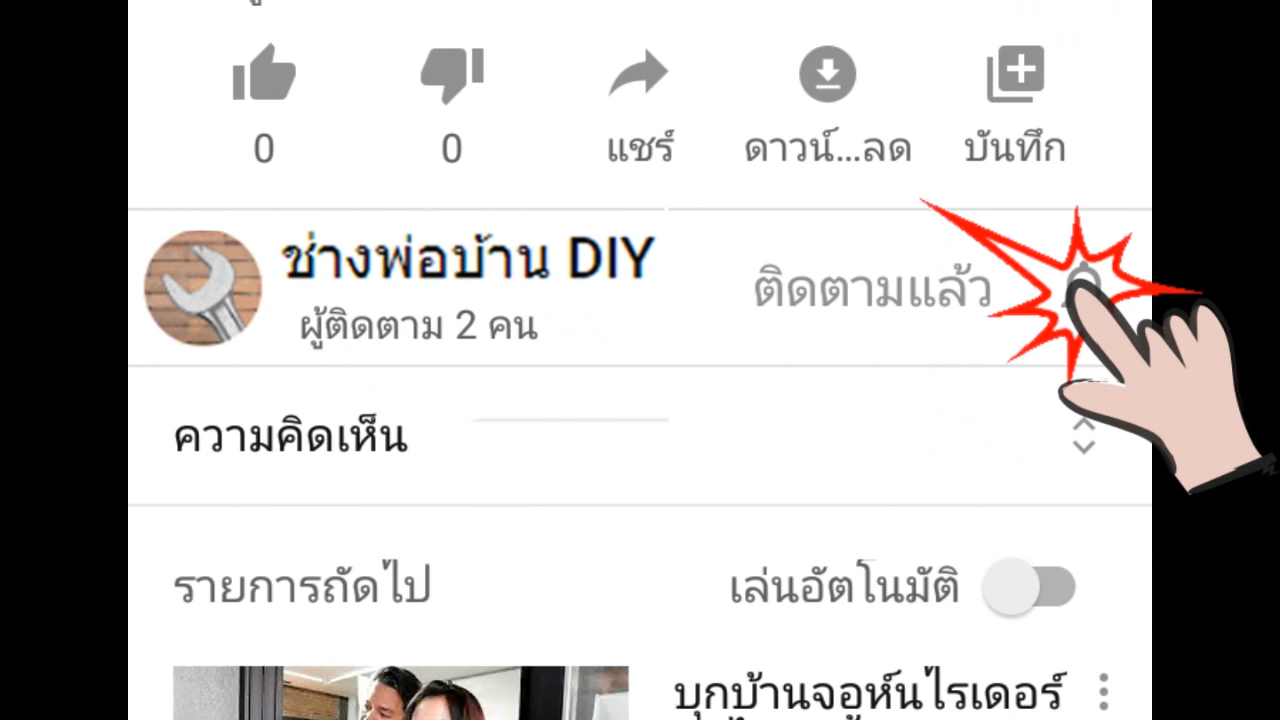 0 0 แชร์ ดาวน์...ลด บันทึก
ช่างพ่อบ้าน DIY
ผู้ติดตาม 2 คน
ติดตามแล้ว
ความคิดเห็น
รายการถัดไป เล่นอัตโนมัติ
บุกบ้านจอห์นไรเดอร์